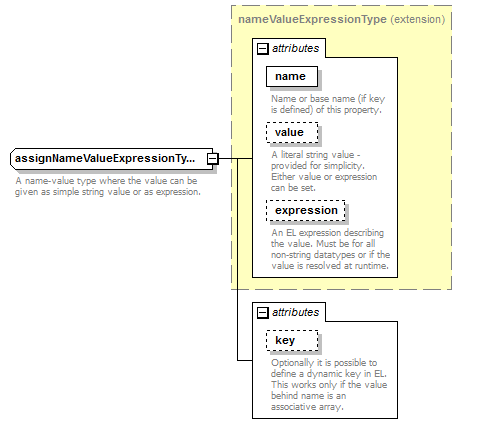 nameValueExpressionType (extension)
attributes
name
Name or base name (if key
is defined) of this property.
value
A literal string value -
provided for simplicity.
Either value or expression
can be set.
expression
An EL expression describing
the value. Must be for all
non-string datatypes or if the
value is resolved at runtime.
assignNameValueExpressionTy...
A name-value type where the value can be
given as simple string value or as expression.
attributes
key
Optionally it is possible to
define a dynamic key in EL.
This works only if the value
behind name is an
associative array.